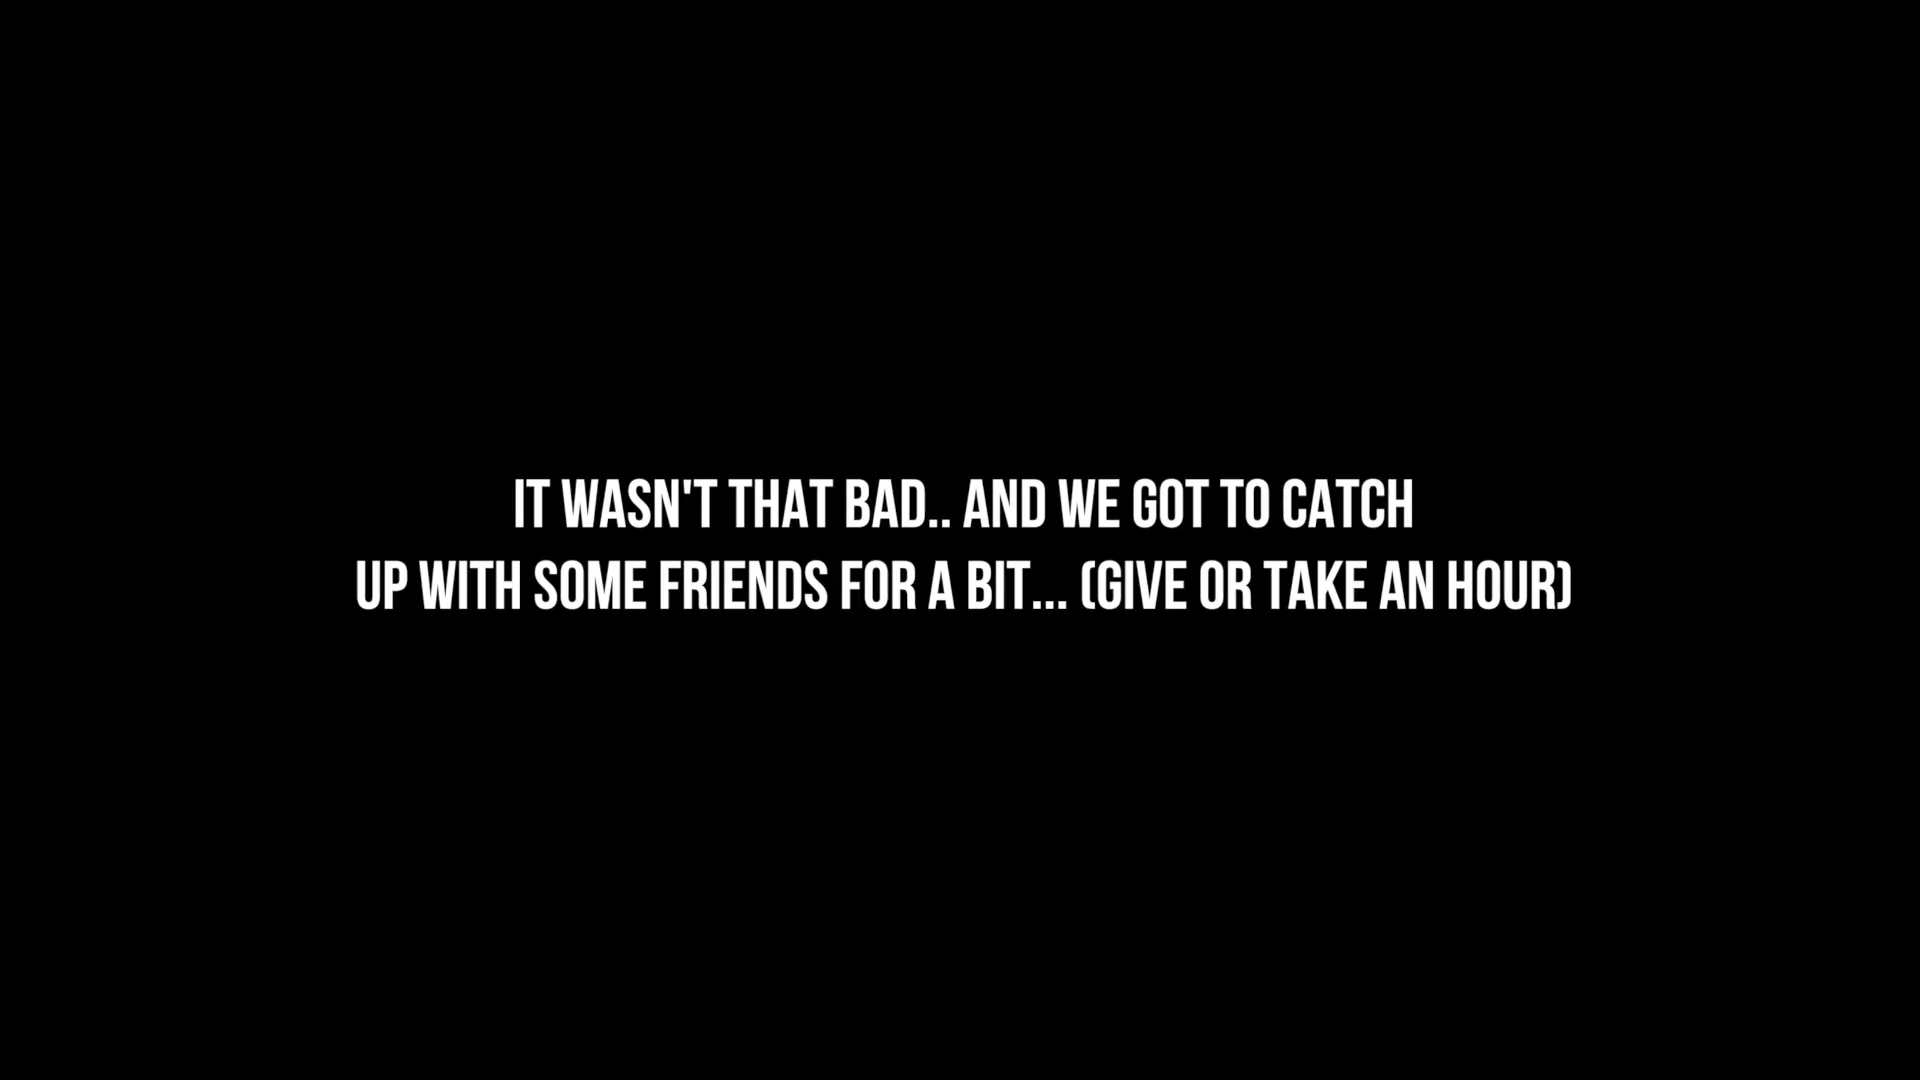 IT WASN'T THAT BAD.. AND WE GOT TO CATCH
UP WITH SOME FRIENDS FOR A BIT... (GIVE OR TAKE AN HOUR)